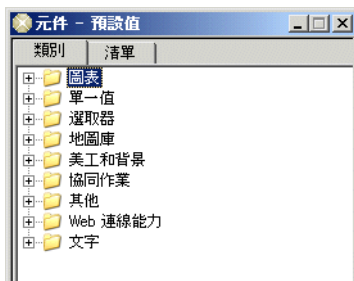 元件 - 預設值
類別 清單
圖表
單一值
選取器
地圖庫
美工和背景
協同作業
其他
Web 連線能力
文字